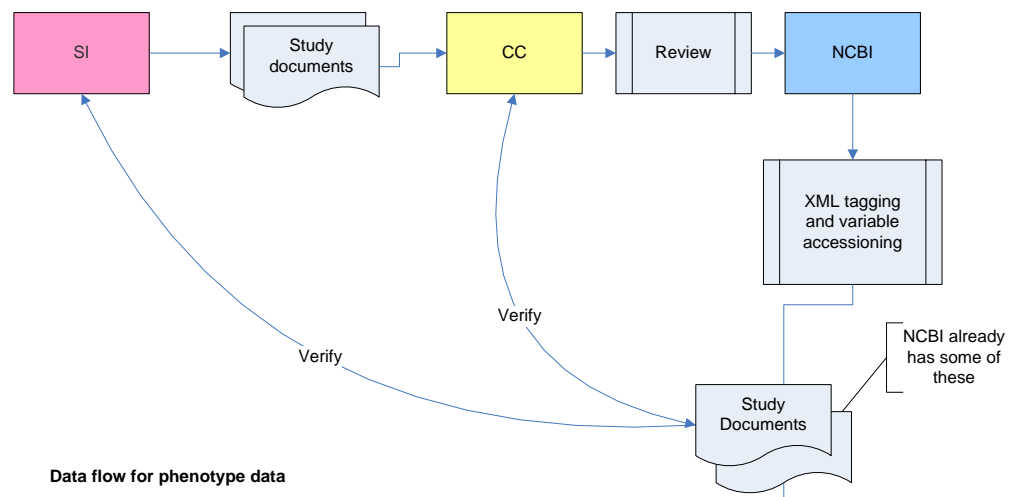 SI
Study
documents
CC
Review
NCBI
XML tagging
and variable
accessioning
Verify
Verify
NCBI already
has some of
these
Study
Documents
Data flow for phenotype data